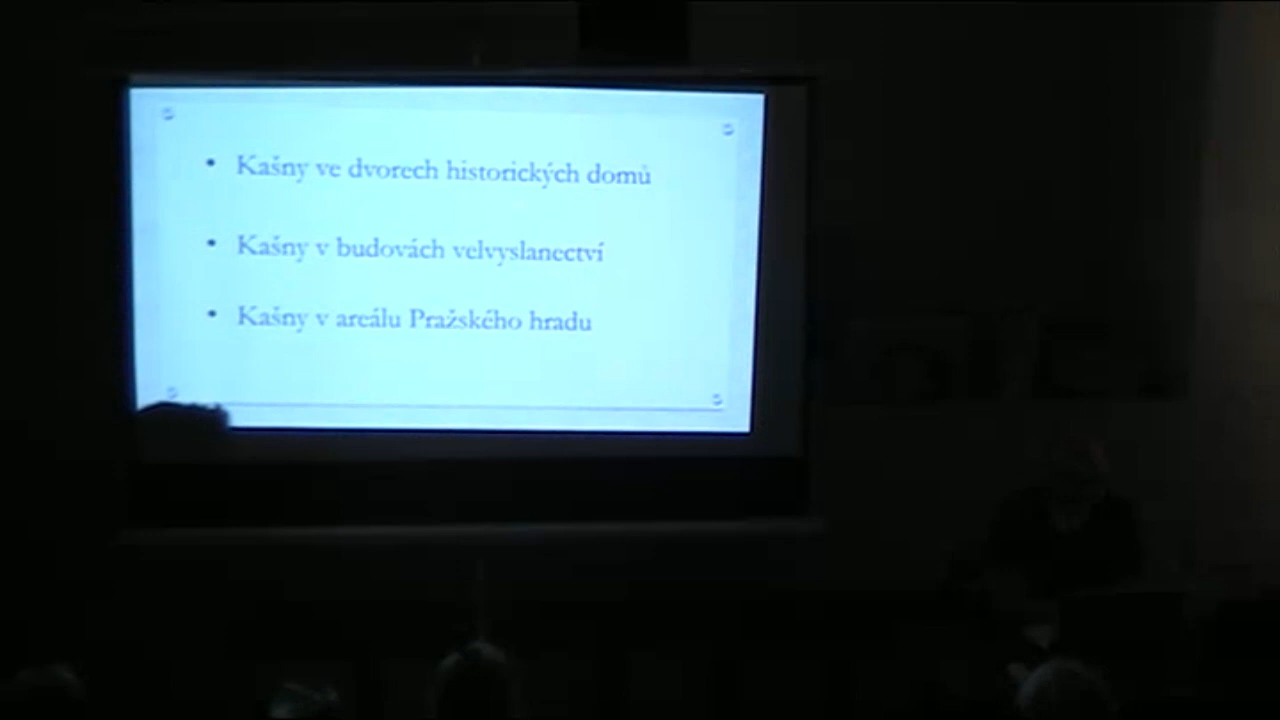 • Kašny ve dvorech historických domů
• Kašny v budovách velvyslanectví
• Kašny v areálu Pražského hradu